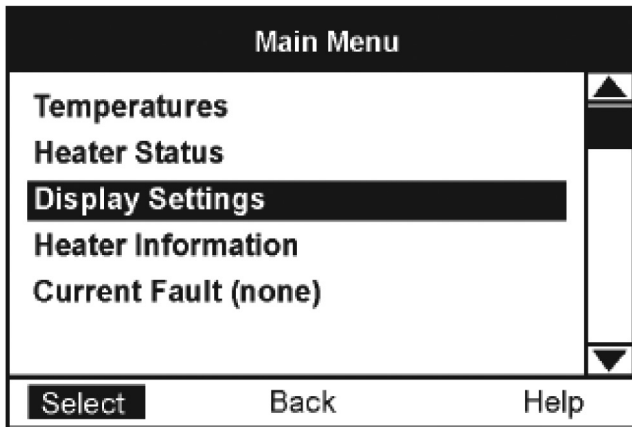 Main Menu
Temperatures
Heater Status
Display Settings
Heater Information
Current Fault (none)
Select Back Help